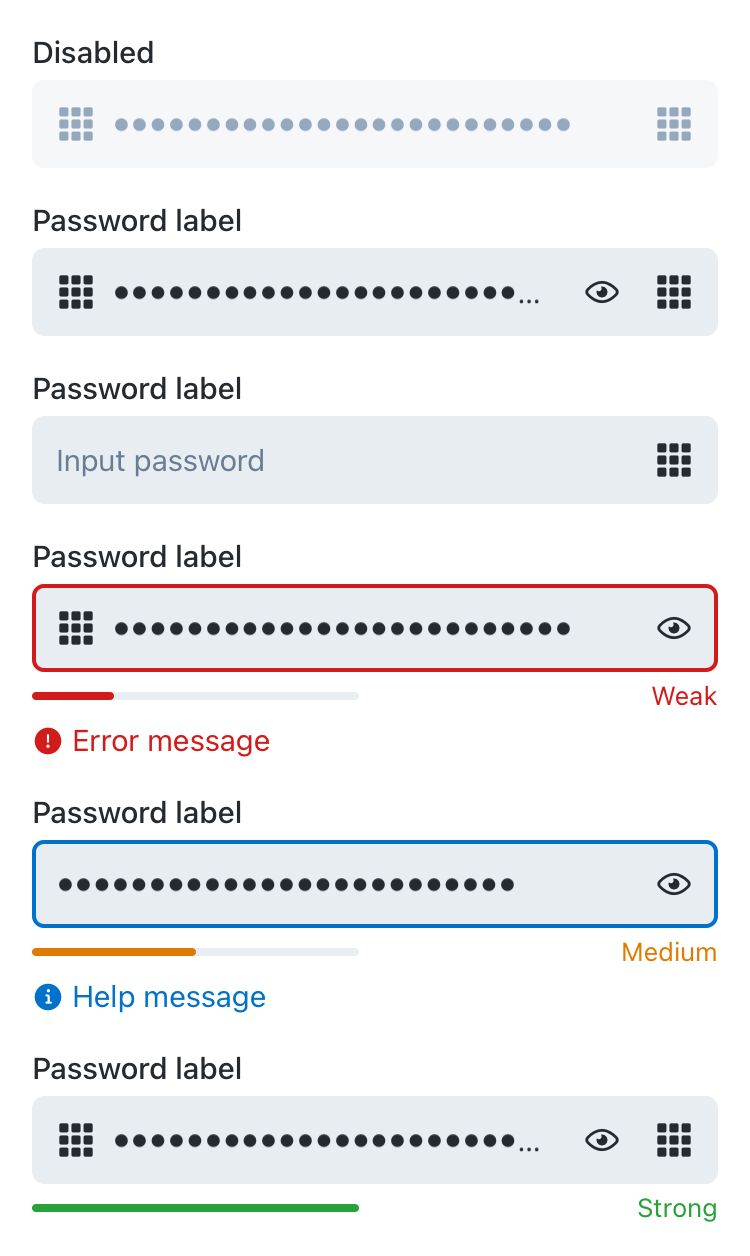 Disabled
•••••••••••••••••••••••••
Password label
••••••••••••••••••••••...
Password label
Input password
Password label
•••••••••••••••••••••••••
Weak
Error message
Password label
•••••••••••••••••••••••••
Medium
Help message
Password label
••••••••••••••••••••••...
Strong